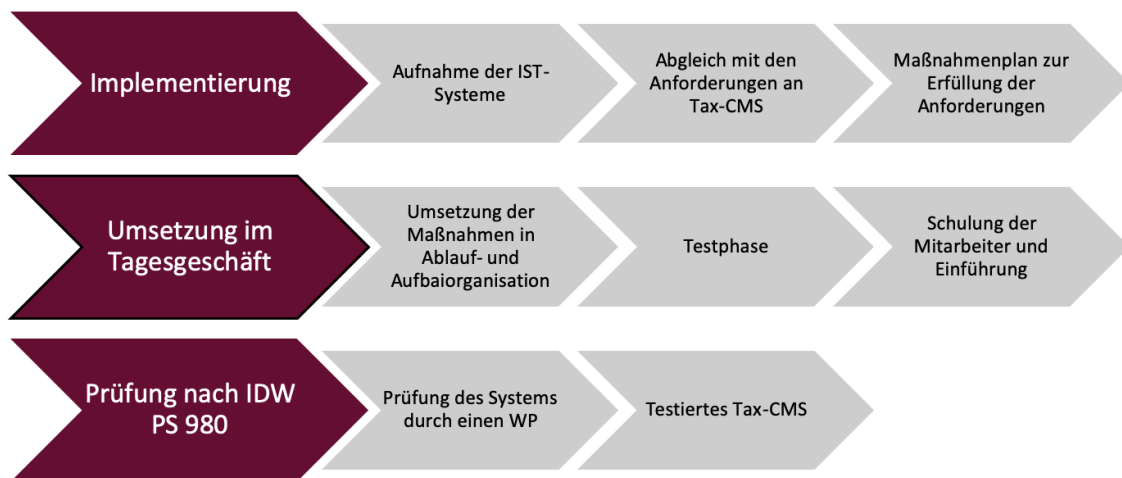 Implementierung
Aufnahme der IST-
Systeme
Abgleich mit den
Anforderungen an
Tax-CMS
Maßnahmenplan zur
Erfüllung der
Anforderungen
Umsetzung im
Tagesgeschäft
Umsetzung der
Maßnahmen in
Ablauf- und
Aufbaiorganisation
Testphase
Schulung der
Mitarbeiter und
Einführung
Prüfung nach IDW
PS 980
Prüfung des Systems
durch einen WP
Testiertes Tax-CMS